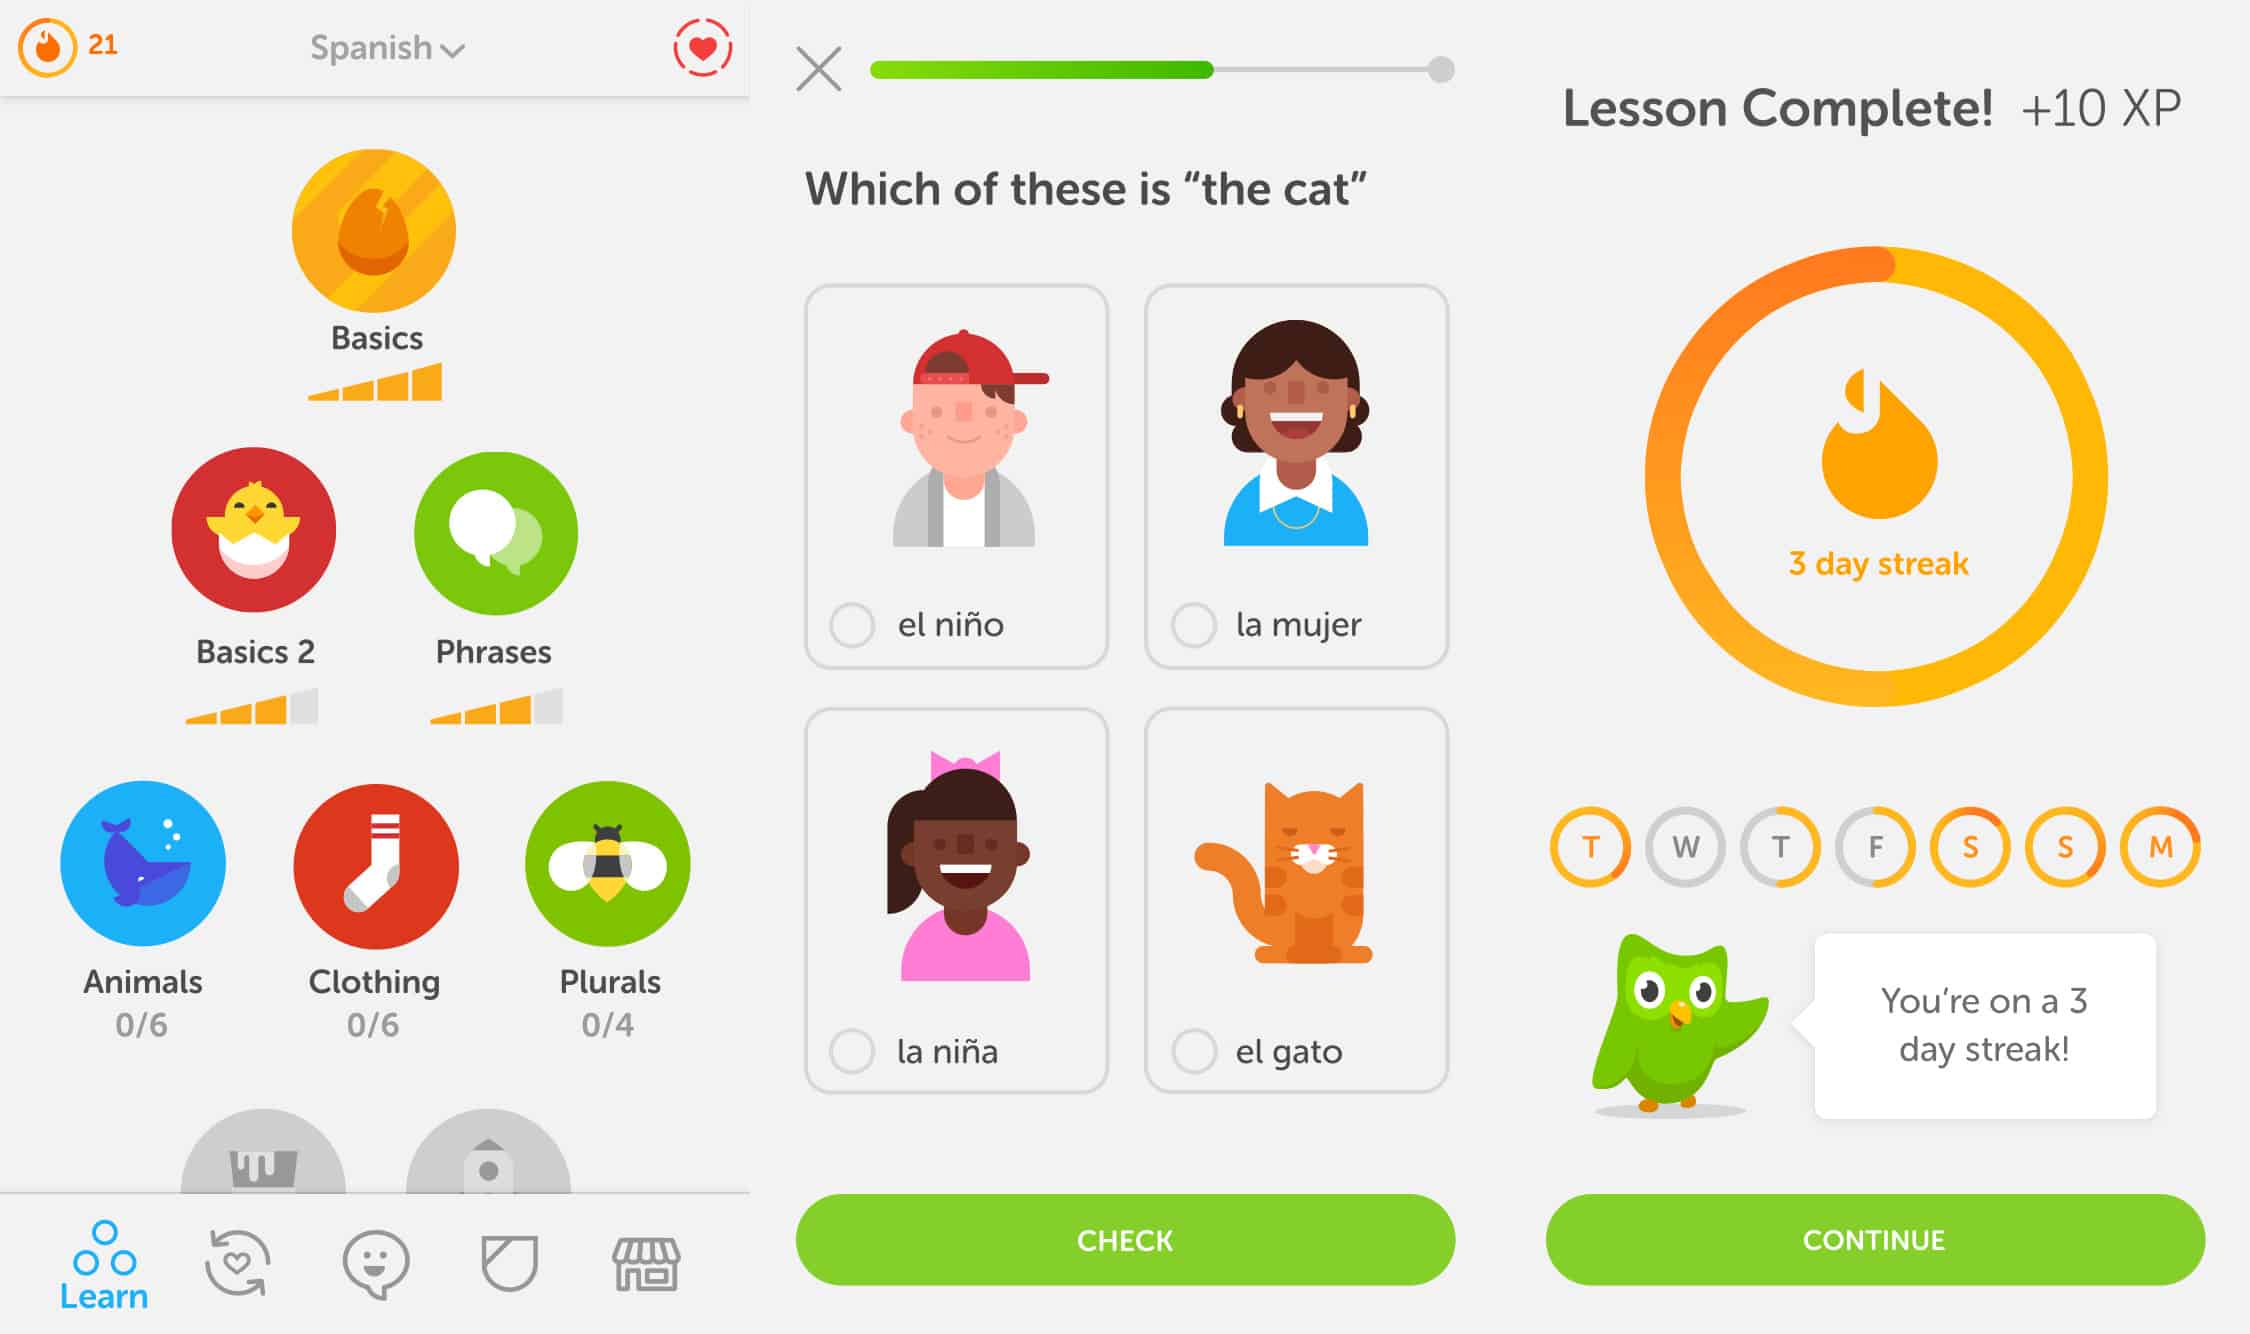 21
Spanish
Basics
Basics 2
Phrases
Animals
Clothing
Plurals
0/6
0/6
0/4
Learn
Which of these is “the cat”
el niño
la mujer
la niña
el gato
CHECK
Lesson Complete! +10 XP
3 day streak
T W T F S S M
You’re on a 3
day streak!
CONTINUE